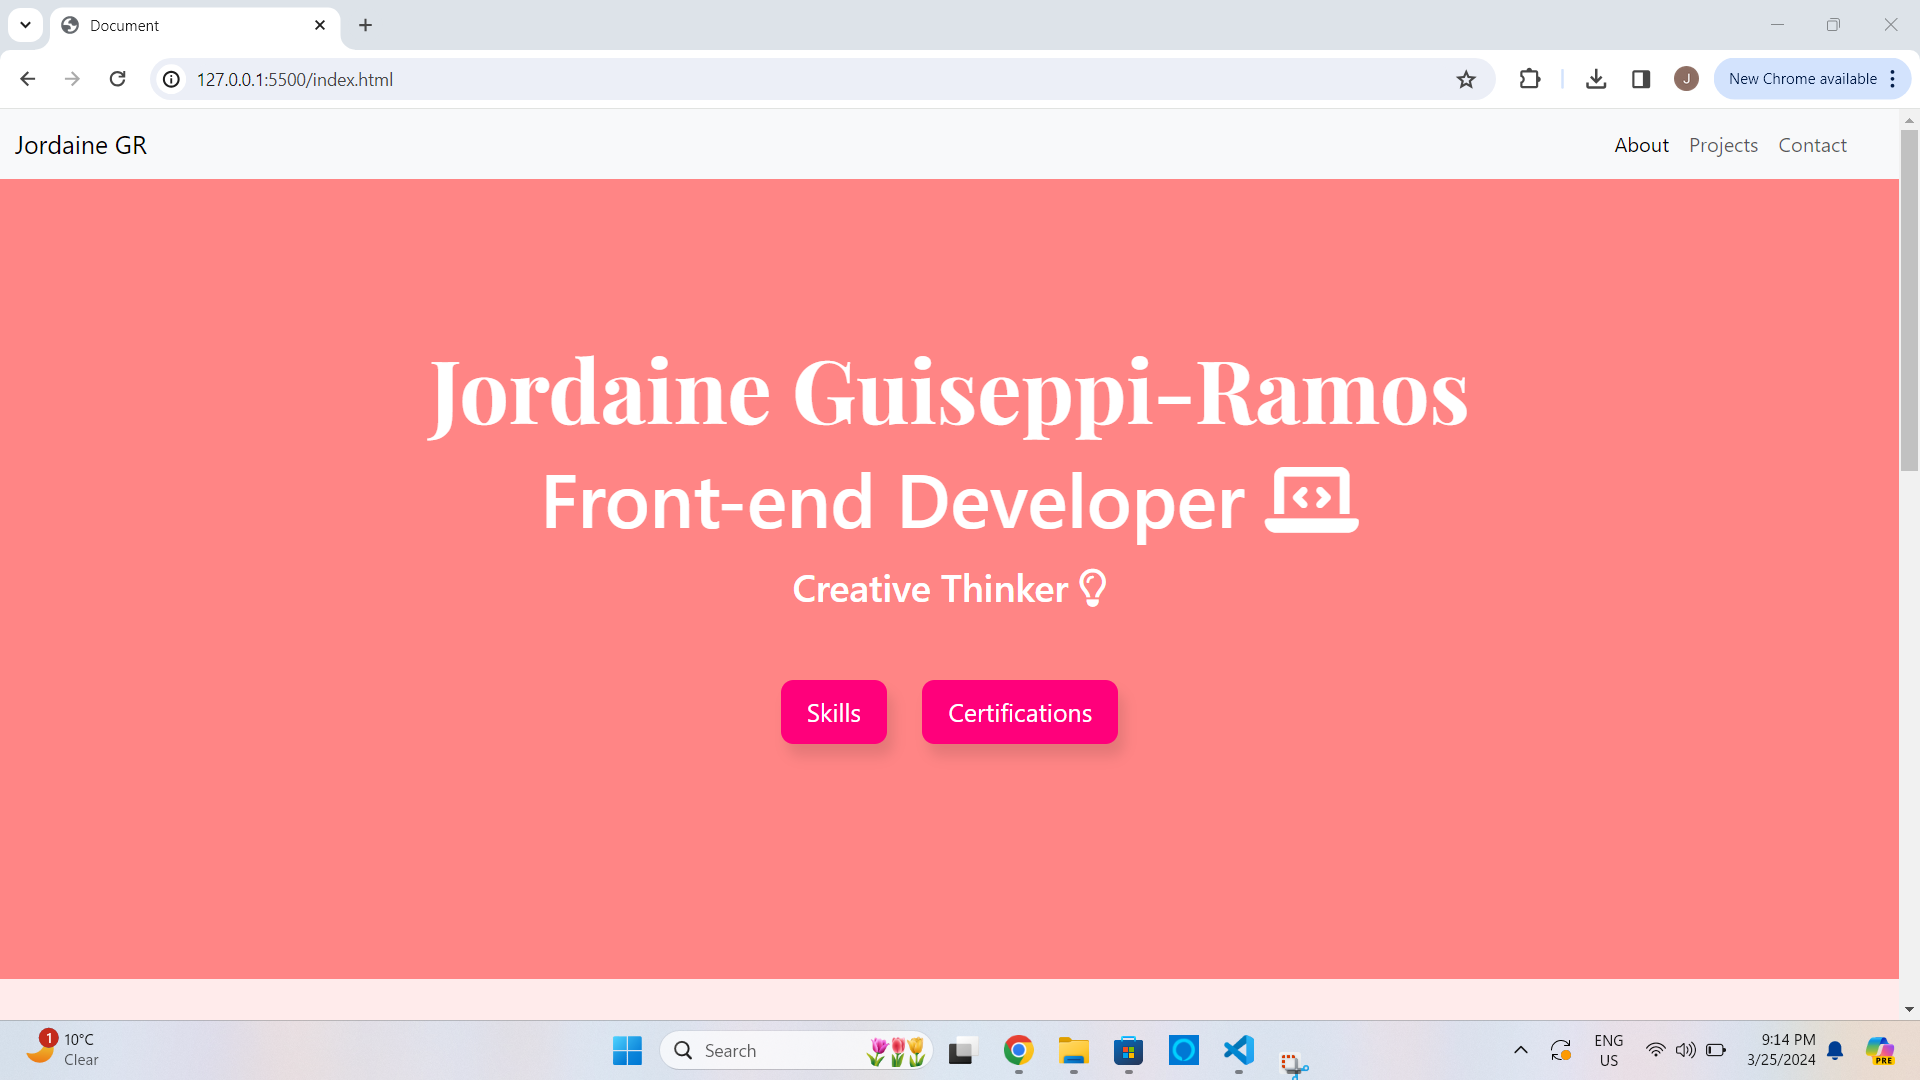 Document
127.0.0.1:5500/index.html
J
New Chrome available
Jordaine GR
About Projects Contact
Jordaine Guiseppi-Ramos
Front-end Developer
Creative Thinker
Skills Certifications
1
10°C
Clear
Search
ENG
US
9:14 PM
3/25/2024
PRE